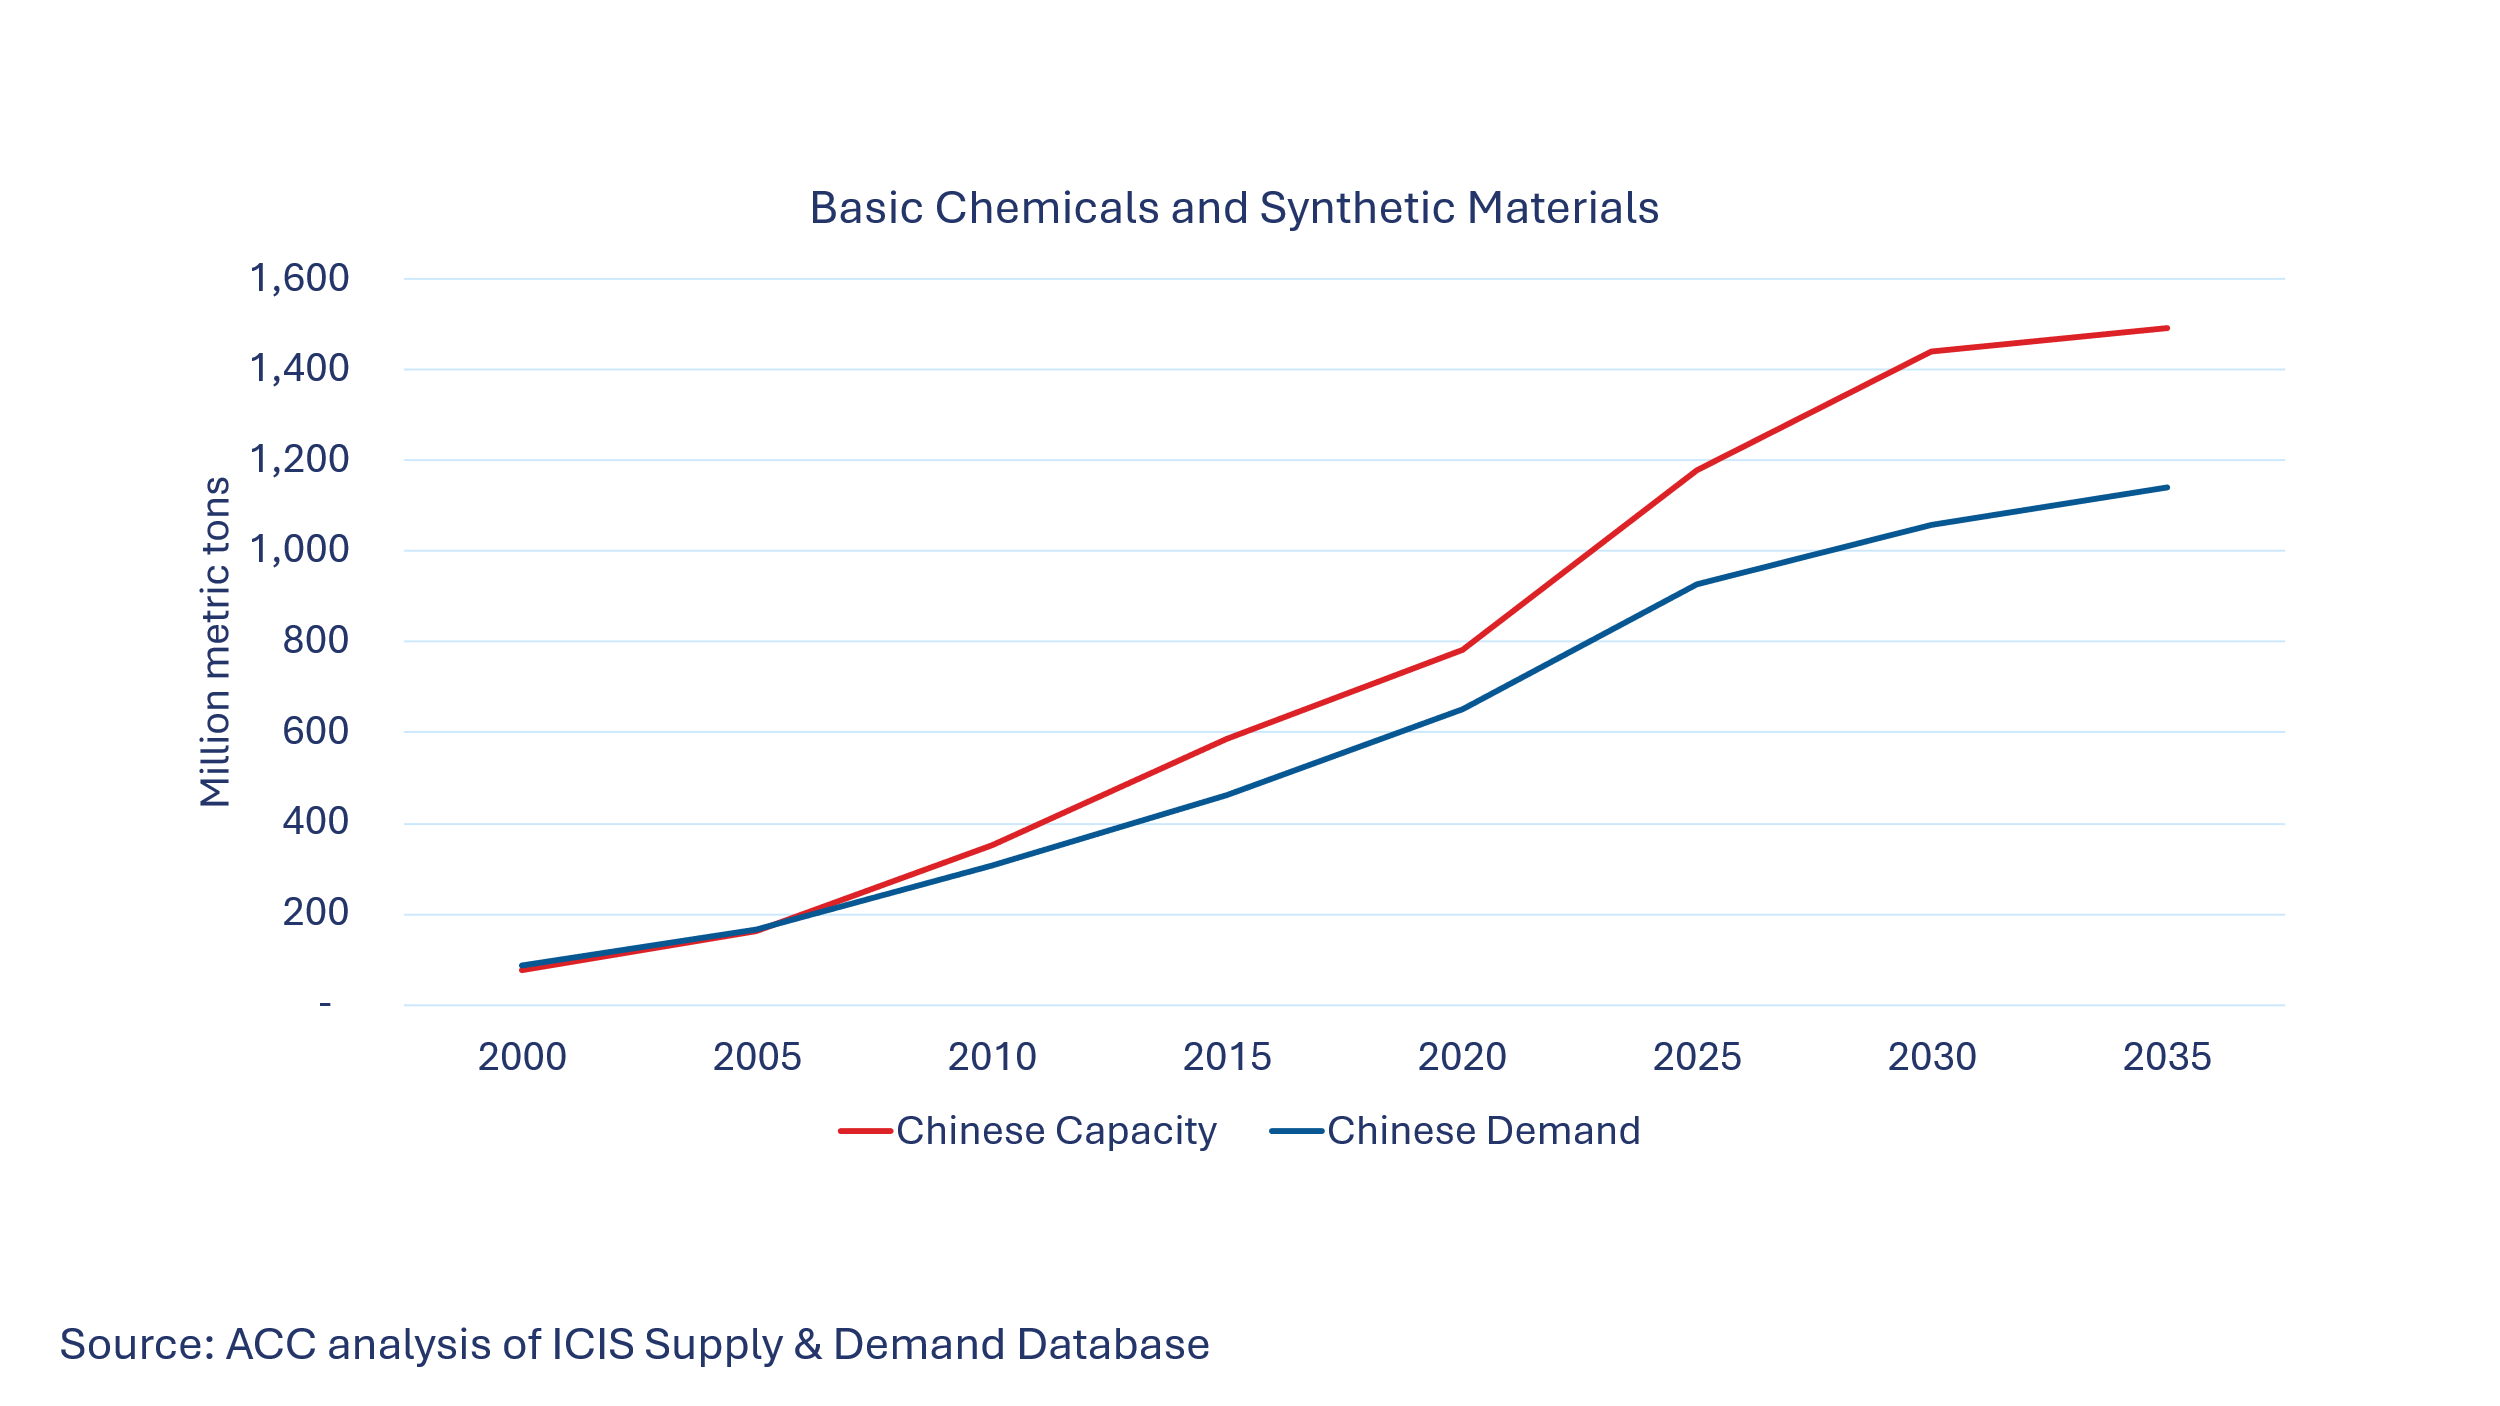 Basic Chemicals and Synthetic Materials
1,600
1,400
1,200
1,000
800
600
400
200
-
Million metric tons
2000 2005 2010 2015 2020 2025 2030 2035
Chinese Capacity Chinese Demand
Source: ACC analysis of ICIS Supply & Demand Database